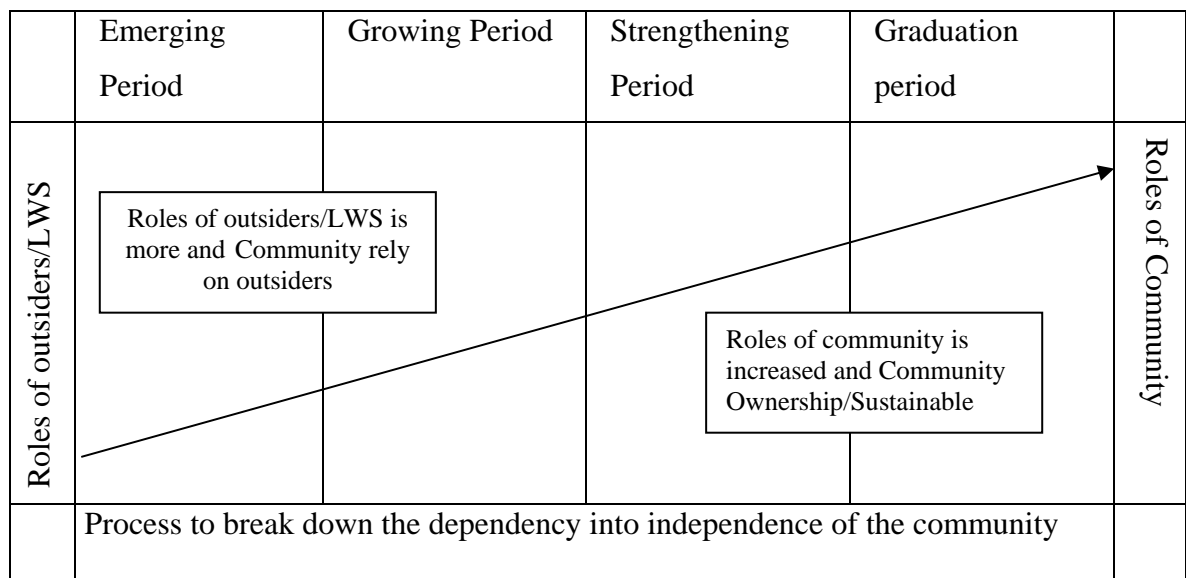 Emerging
Period
Growing Period
Strengthening
Period
Graduation
period
Roles of outsiders/LWS
Roles of outsiders/LWS is
more and Community rely
on outsiders
Roles of community is
increased and Community
Ownership/Sustainable
Roles of Community
Process to break down the dependency into independence of the community